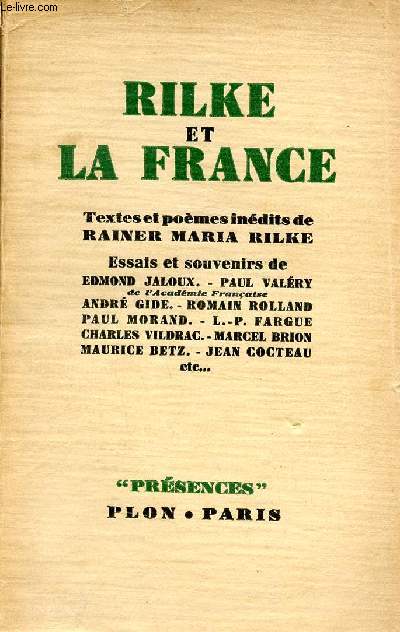 www.le-livre.com
RILKE
ET
LA FRANCE
Textes et poèmes inédits de
RAINER MARIA RILKE
Essais et souvenirs de
EDMOND JALOUX. - PAUL VALÉRY
de l'Académie Française
ANDRÉ GIDE. - ROMAIN ROLLAND
PAUL MORAND. - L.-P. FARGUE
CHARLES VILDRAC. - MARCEL BRION
MAURICE BETZ. - JEAN COCTEAU
etc...
"PRÉSENCES"
PLON • PARIS